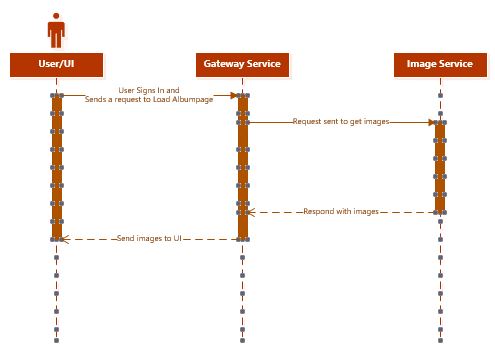 User/UI
Gateway Service
Image Service
User Signs In and
Sends a request to Load Albumpage
Request sent to get images
Respond with images
Send images to UI